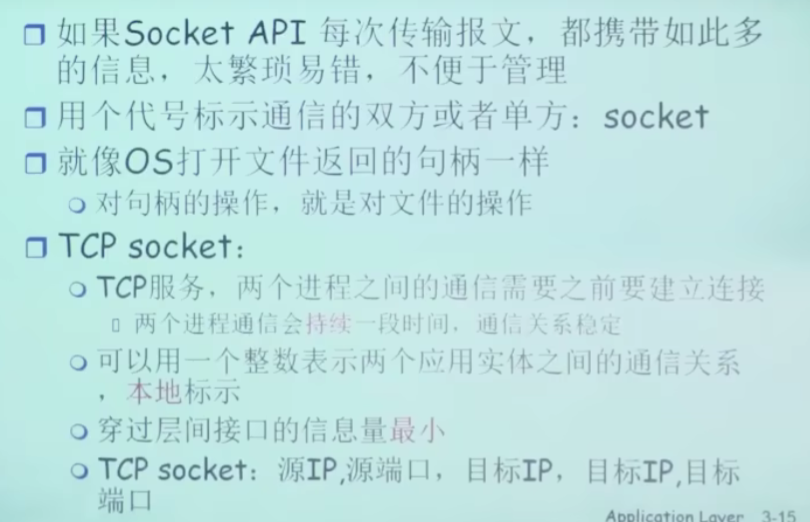 如果Socket API 每次传输报文，都携带如此多
的信息，太繁琐易错，不便于管理
用个代号标示通信的双方或者单方：socket
就像OS打开文件返回的句柄一样
对句柄的操作，就是对文件的操作
TCP socket：
TCP服务，两个进程之间的通信需要之前要建立连接
两个进程通信会持续一段时间，通信关系稳定
可以用一个整数表示两个应用实体之间的通信关系
，本地标示
穿过层间接口的信息量最小
TCP socket：源IP,源端口，目标IP，目标IP,目标
端口
Application Layer 3-15